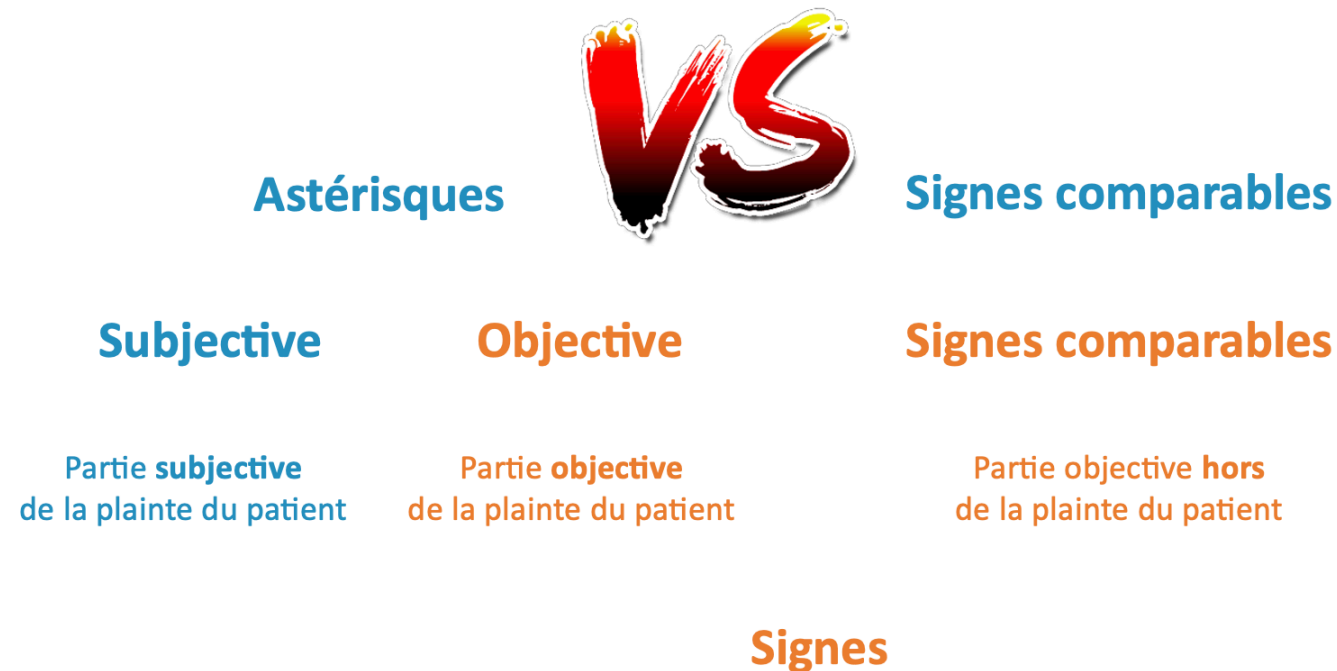 VS
Astérisques
Signes comparables
Subjective
Objective
Signes comparables
Partie subjective
de la plainte du patient
Partie objective
de la plainte du patient
Partie objective hors
de la plainte du patient
Signes